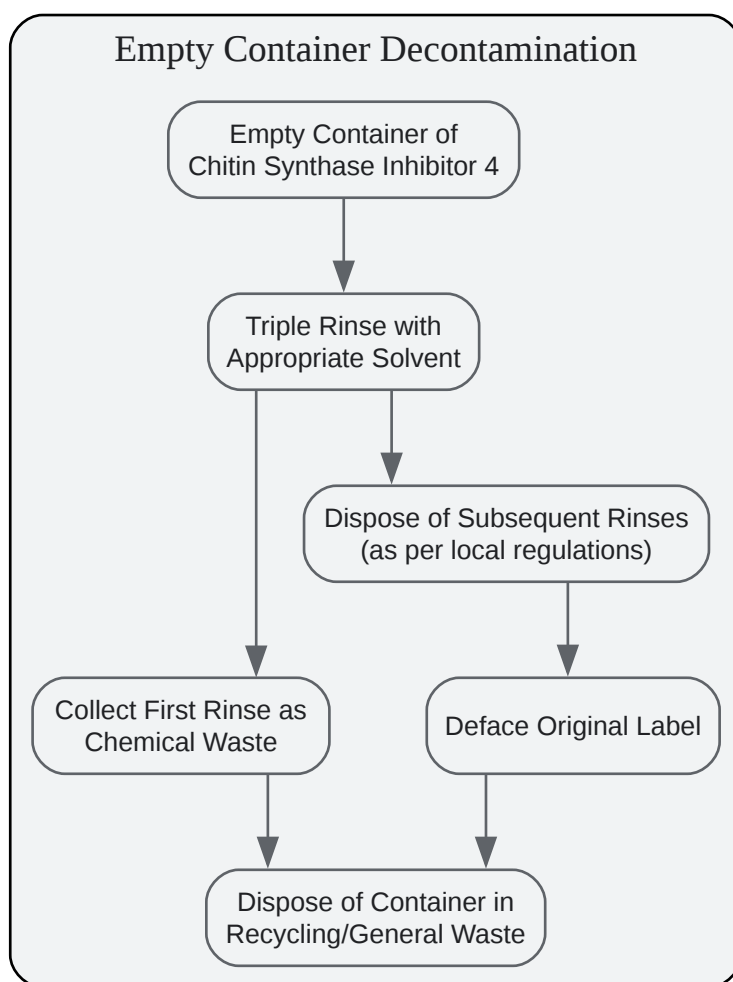 Empty Container Decontamination
Empty Container of
Chitin Synthase Inhibitor 4
Triple Rinse with
Appropriate Solvent
Dispose of Subsequent Rinses
(as per local regulations)
Collect First Rinse as
Chemical Waste
Deface Original Label
Dispose of Container in
Recycling/General Waste